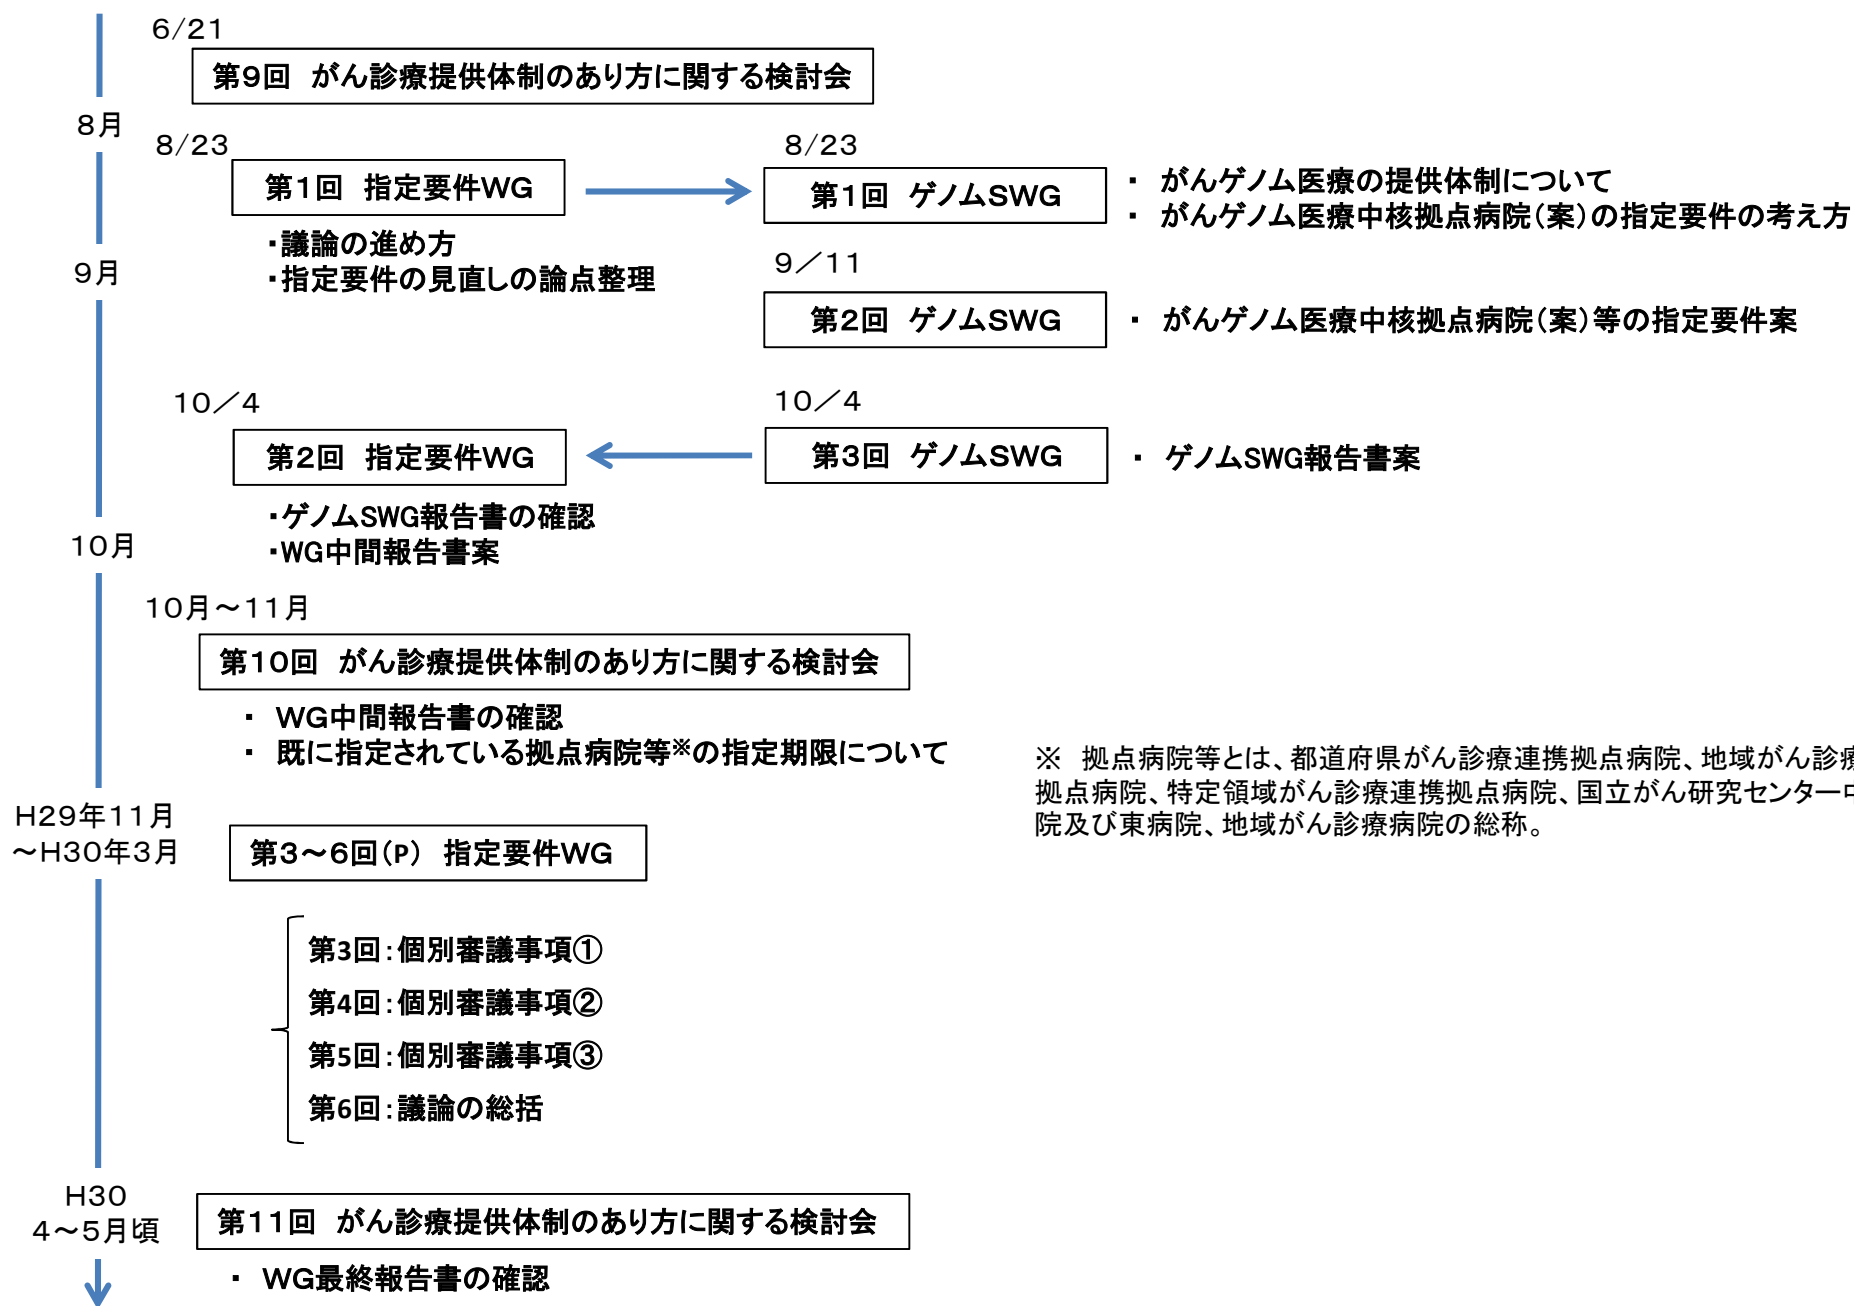 6/21
第9回 がん診療提供体制のあり方に関する検討会
8月
8/23
第1回 指定要件WG
・議論の進め方
・指定要件の見直しの論点整理
8/23
第1回 ゲノムSWG
・ がんゲノム医療の提供体制について
・ がんゲノム医療中核拠点病院(案)の指定要件の考え方
9月
9/11
第2回 ゲノムSWG
・ がんゲノム医療中核拠点病院(案)等の指定要件案
10/4
第2回 指定要件WG
・ゲノムSWG報告書の確認
・WG中間報告書案
10/4
第3回 ゲノムSWG
・ ゲノムSWG報告書案
10月
10月～11月
第10回 がん診療提供体制のあり方に関する検討会
・ WG中間報告書の確認
・ 既に指定されている拠点病院等※の指定期限について
※ 拠点病院等とは、都道府県がん診療連携拠点病院、地域がん診療
拠点病院、特定領域がん診療連携拠点病院、国立がん研究センター中
院及び東病院、地域がん診療病院の総称。
H29年11月
～H30年3月
第3～6回(P) 指定要件WG
第3回：個別審議事項①
第4回：個別審議事項②
第5回：個別審議事項③
第6回：議論の総括
H30
4～5月頃
第11回 がん診療提供体制のあり方に関する検討会
・ WG最終報告書の確認